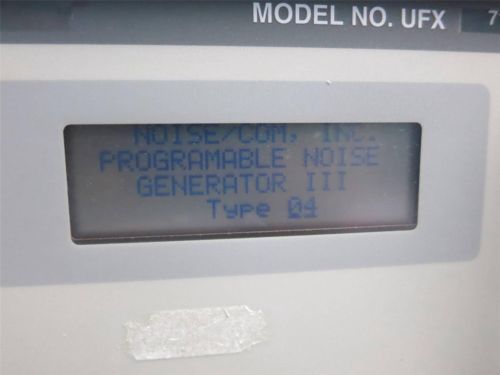 MODEL NO. UFX 7
NOISE/COM, INC.
PROGRAMABLE NOISE
GENERATOR III
Type 04